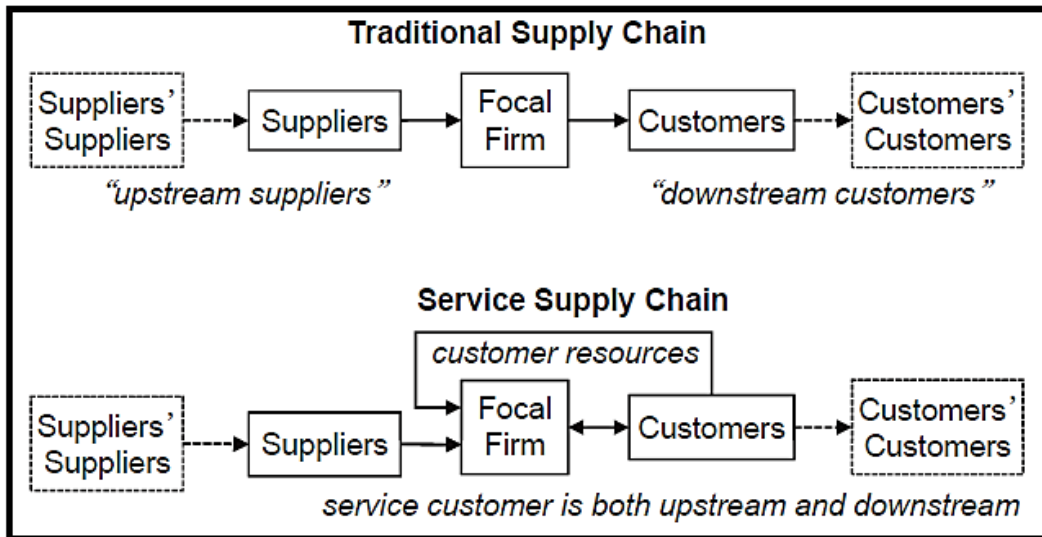 Traditional Supply Chain
Suppliers’
Suppliers
Suppliers
Focal
Firm
Customers
Customers’
Customers
“upstream suppliers”
“downstream customers”
Service Supply Chain
customer resources
Suppliers’
Suppliers
Suppliers
Focal
Firm
Customers
Customers’
Customers
service customer is both upstream and downstream